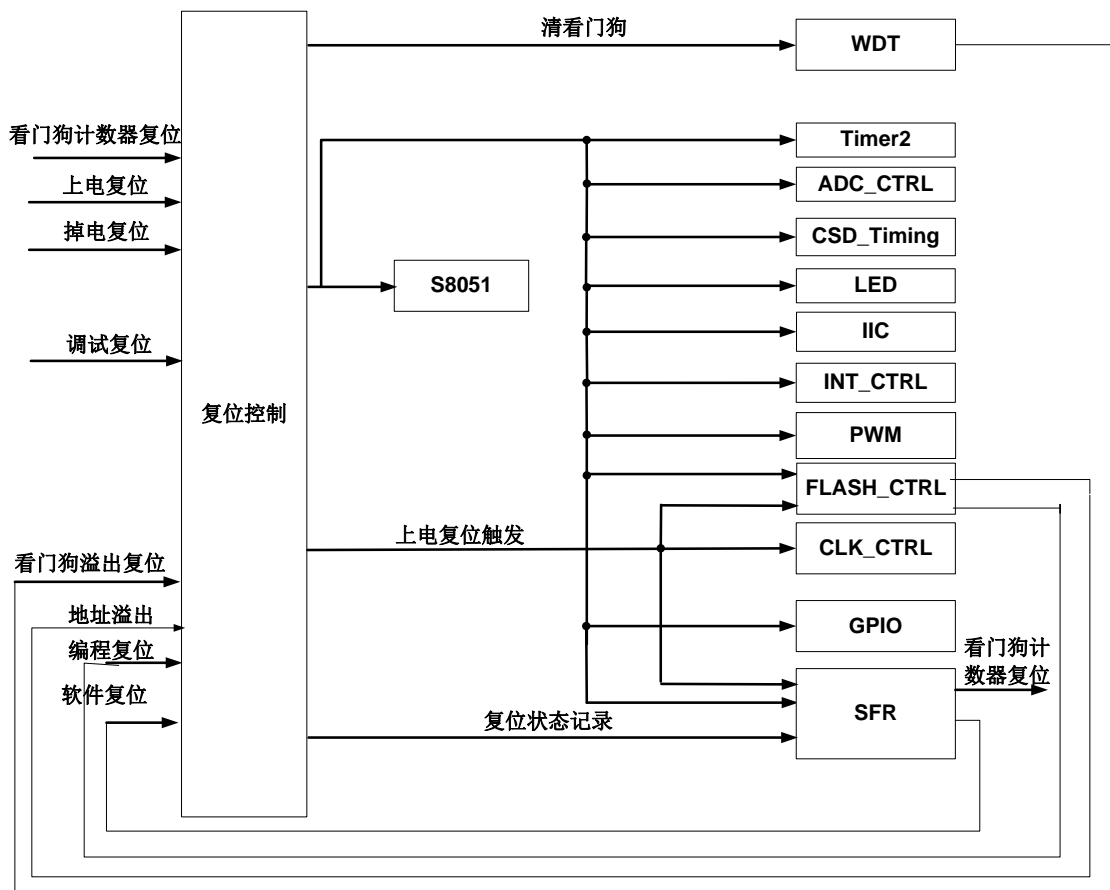 清看门狗
WDT
看门狗计数器复位
Timer2
上电复位
ADC_CTRL
掉电复位
CSD_Timing
S8051
LED
IIC
调试复位
INT_CTRL
复位控制
PWM
FLASH_CTRL
上电复位触发
CLK_CTRL
看门狗溢出复位
地址溢出
GPIO
编程复位
看门狗计
数器复位
软件复位
SFR
复位状态记录